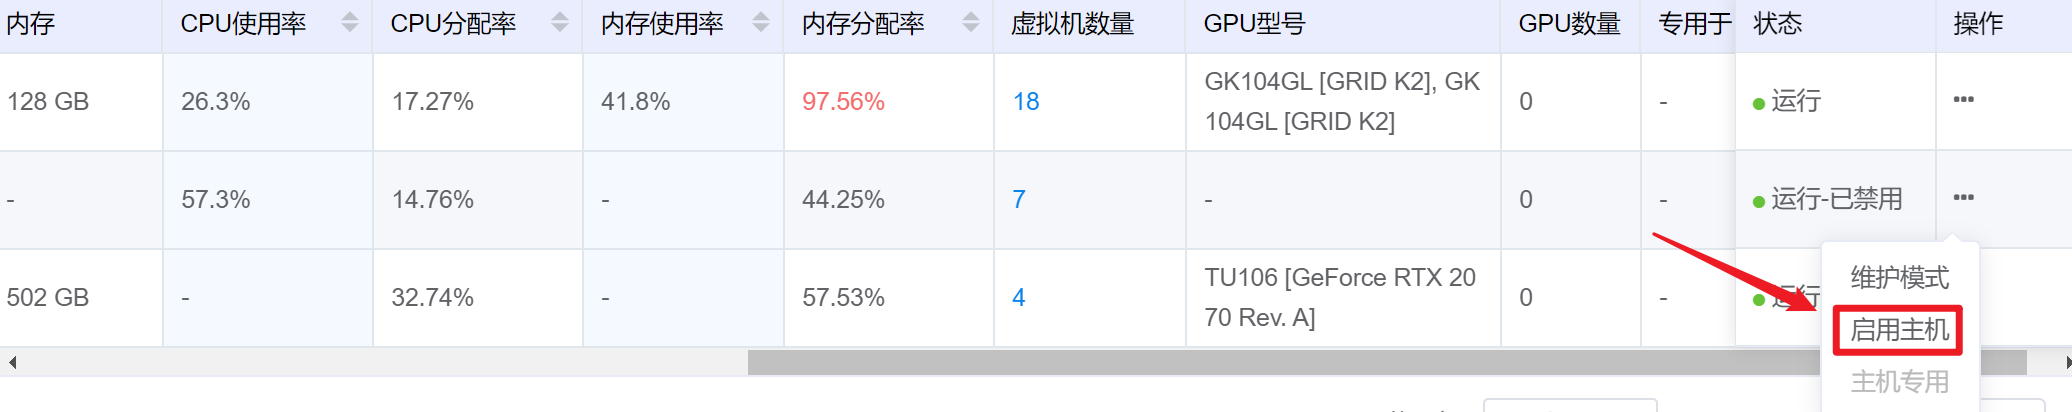 内存 CPU使用率 CPU分配率 内存使用率 内存分配率 虚拟机数量 GPU型号 GPU数量 专用于 状态 操作
128 GB 26.3% 17.27% 41.8% 97.56% 18 GK104GL [GRID K2], GK 0 - 运行 •••
104GL [GRID K2]
- 57.3% 14.76% - 44.25% 7 - 0 - 运行-已禁用 •••
维护模式
502 GB - 32.74% - 57.53% 4 TU106 [GeForce RTX 20 0 - 运行
70 Rev. A]
启用主机
主机专用